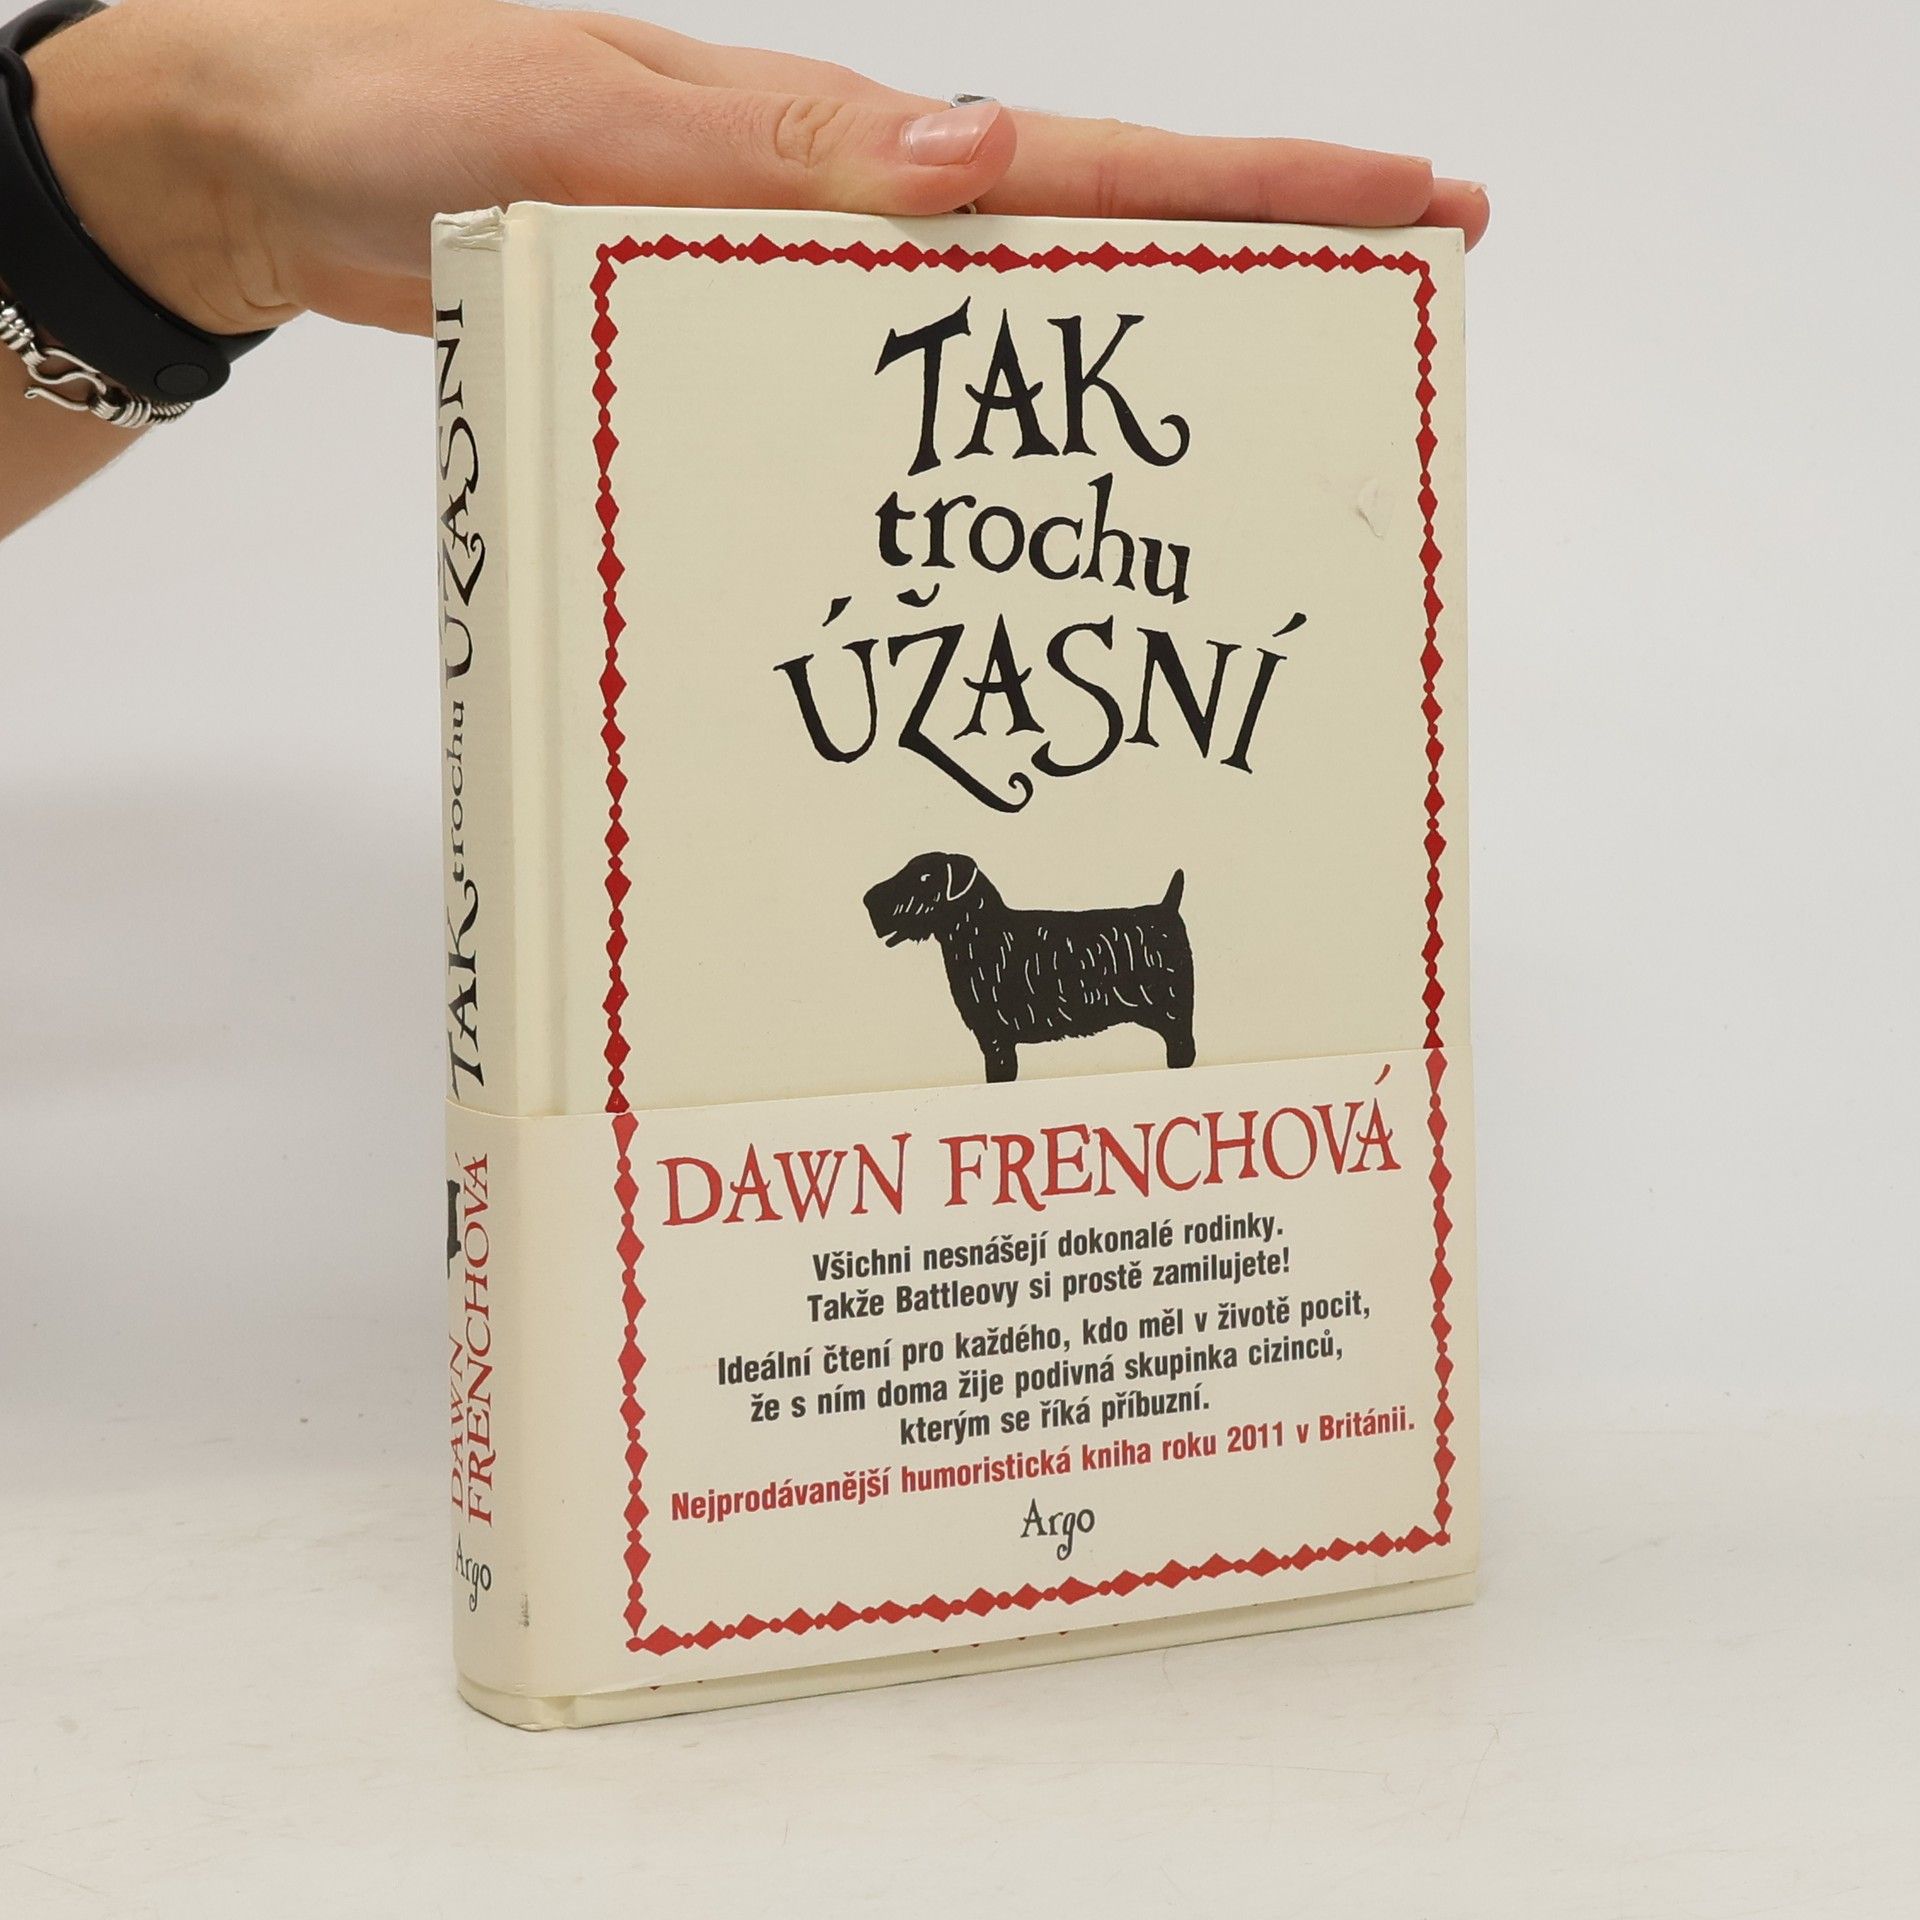 TAK
trochu
ÚŽASNÍ
DAWN FRENCHOVÁ
Všichni nesnášejí dokonalé rodinky.
Takže Battleovy si prostě zamilujete!
Ideální čtení pro každého, kdo měl v životě pocit,
že s ním doma žije podivná skupinka cizinců,
kterým se říká příbuzní.
Nejprodávanější humoristická kniha roku 2011 v Británii.
Argo
TAK trochu ÚŽASNÍ
DAWN
FRENCHOVÁ
Argo